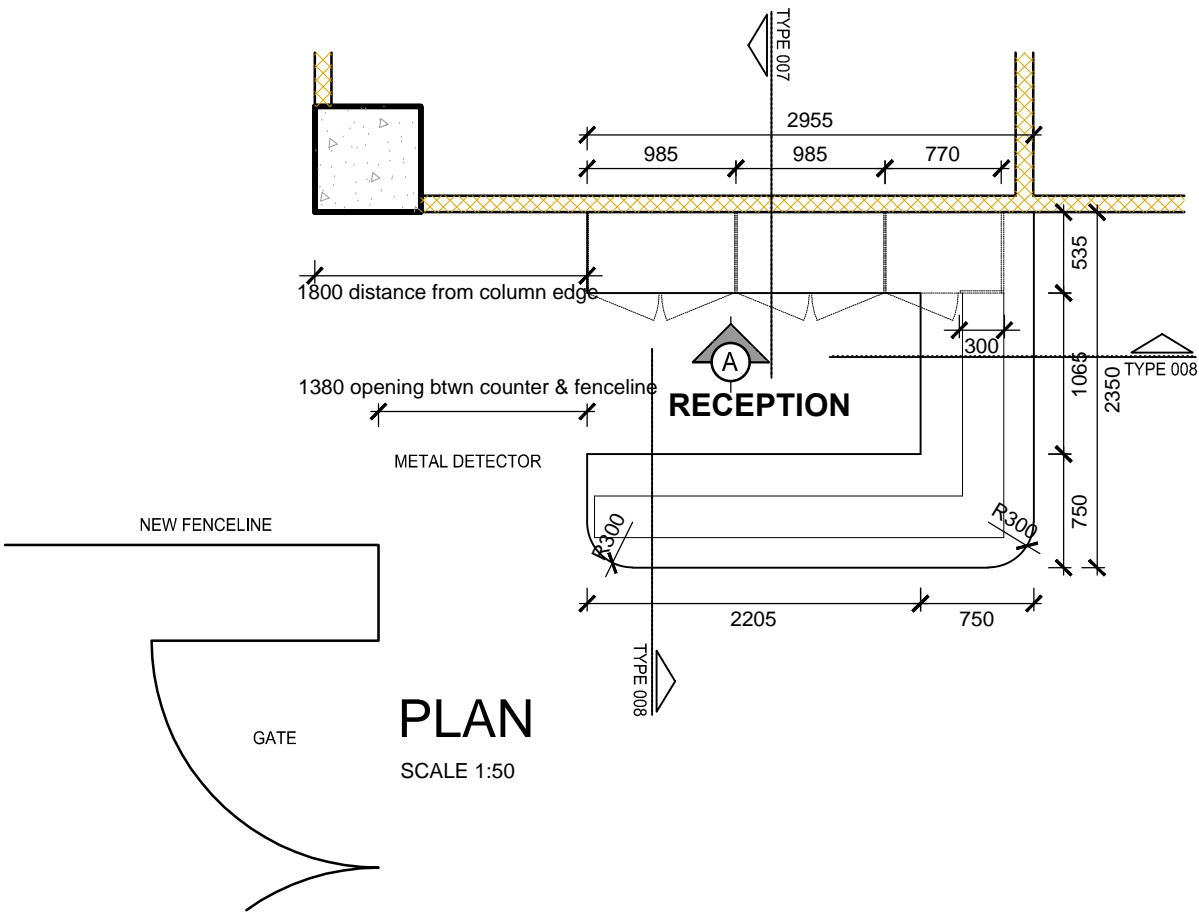 TYPE 007
2955
985
985
770
535
1800 distance from column edge
300
A
1065
TYPE 008
2350
1380 opening btwn counter & fenceline
RECEPTION
METAL DETECTOR
750
NEW FENCELINE
R300
R300
2205
750
TYPE 008
PLAN
GATE
SCALE 1:50